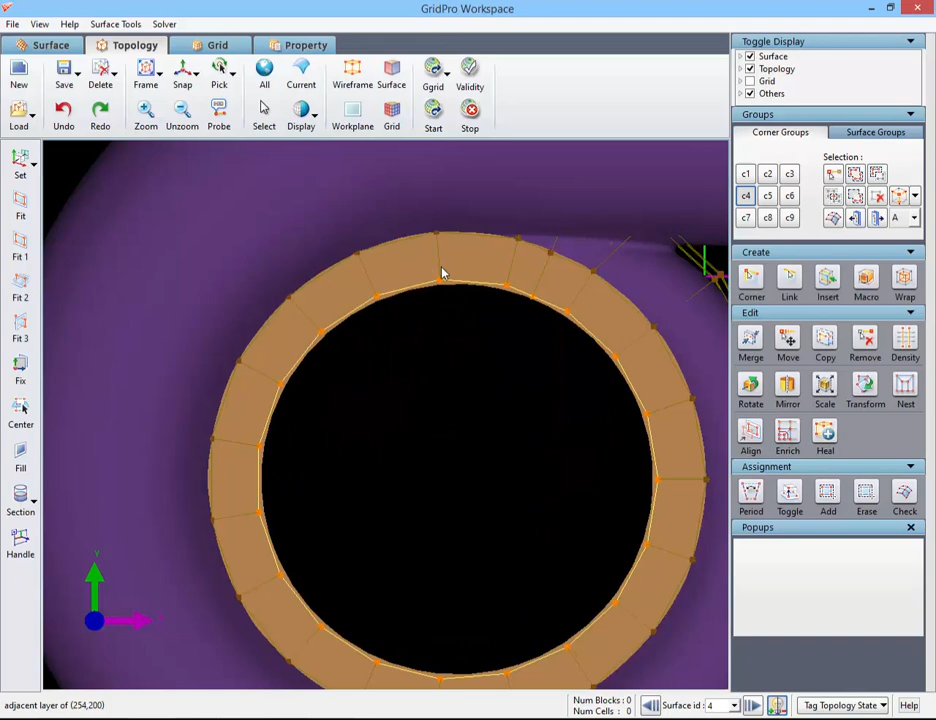 GridPro Workspace
File View Help Surface Tools Solver
Surface Topology Grid Property
New Save Delete Frame Snap Pick All Current Wireframe Surface Ggrid Validity
Load Undo Redo Zoom Unzoom Probe Select Display Workplane Grid Start Stop
Set
Fit
Fit 1
Fit 2
Fit 3
Fix
Center
Fill
Section
Handle
Y
Toggle Display
Surface
Topology
Grid
Others
Groups
Corner Groups Surface Groups
Selection :
c1 c2 c3
c4 c5 c6
c7 c8 c9 A
Create
Corner Link Insert Macro Wrap
Edit
Merge Move Copy Remove Density
Rotate Mirror Scale Transform Nest
Align Enrich Heal
Assignment
Period Toggle Add Erase Check
Popups
adjacent layer of (254,200)
Num Blocks: 0
Num Cells: 0
Surface id: 4
Tag Topology State
Help